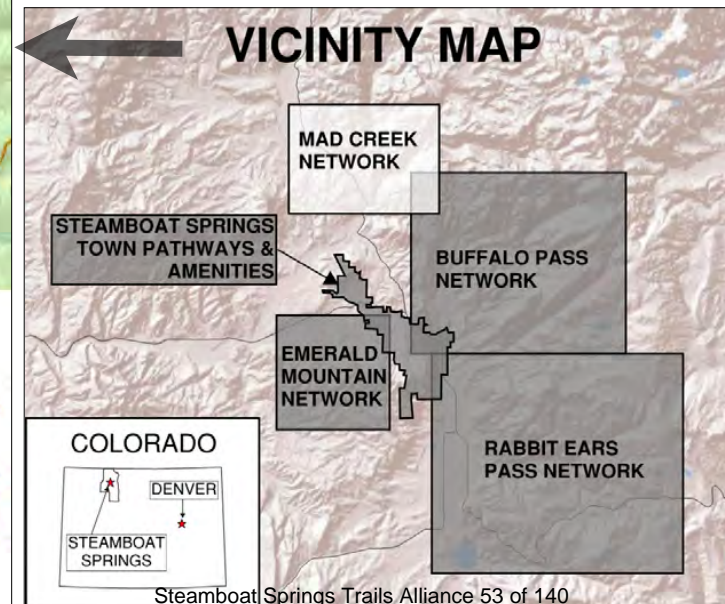 VICINITY MAP
MAD CREEK
NETWORK
STEAMBOAT SPRINGS
TOWN PATHWAYS &
AMENITIES
BUFFALO PASS
NETWORK
EMERALD
MOUNTAIN
NETWORK
RABBIT EARS
PASS NETWORK
COLORADO
DENVER
STEAMBOAT
SPRINGS
Steamboat Springs Trails Alliance 53 of 140